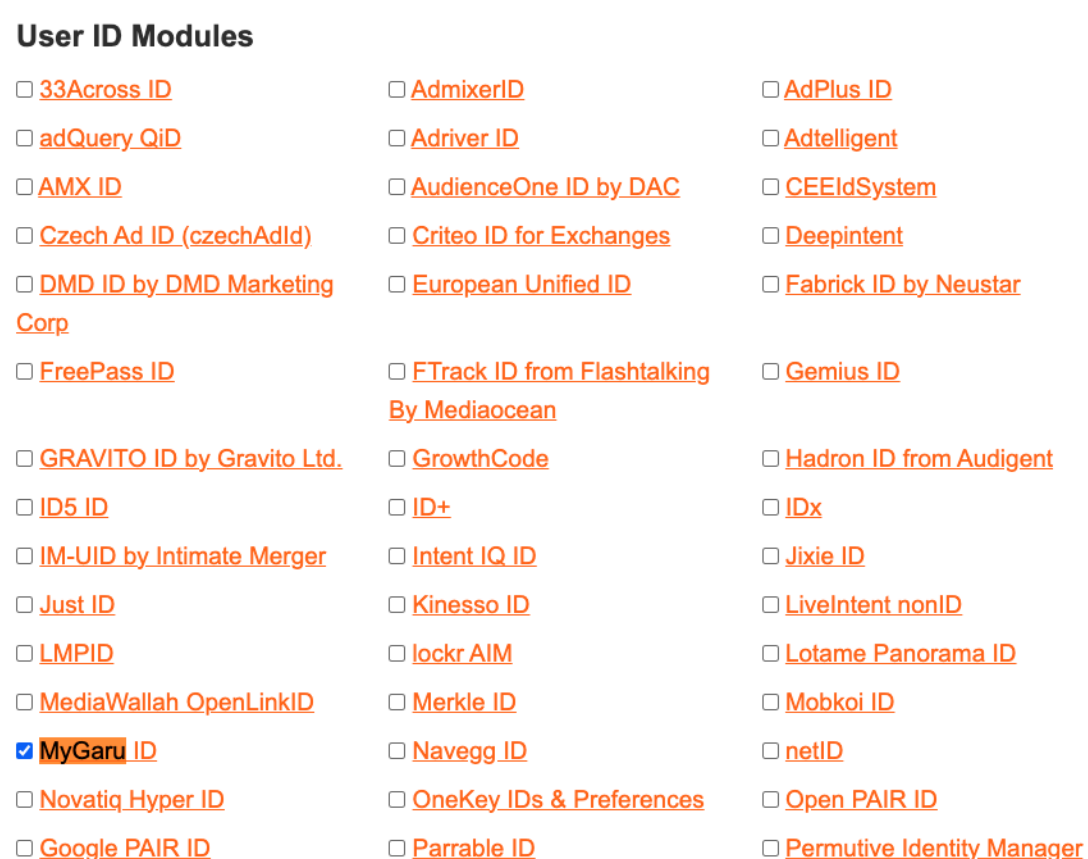 User ID Modules
33Across ID
AdmixerID
AdPlus ID
adQuery QiD
Adriver ID
Adtelligent
AMX ID
AudienceOne ID by DAC
CEEIdSystem
Czech Ad ID (czechAdId)
Criteo ID for Exchanges
Deepintent
DMD ID by DMD Marketing
Corp
European Unified ID
Fabrick ID by Neustar
FreePass ID
FTrack ID from Flashtalking
By Mediaocean
Gemius ID
GRAVITO ID by Gravito Ltd.
GrowthCode
Hadron ID from Audigent
ID5 ID
ID+
IDx
IM-UID by Intimate Merger
Intent IQ ID
Jixie ID
Just ID
Kinesso ID
LiveIntent nonID
LMPID
lockr AIM
Lotame Panorama ID
MediaWallah OpenLinkID
Merkle ID
Mobkoi ID
MyGaru ID
Navegg ID
netID
Novatiq Hyper ID
OneKey IDs & Preferences
Open PAIR ID
Google PAIR ID
Parrable ID
Permutive Identity Manager